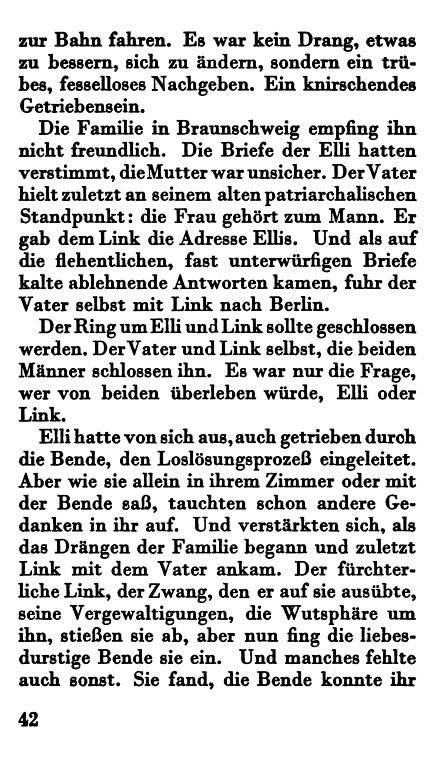 zur Bahn fahren. Es war kein Drang, etwas
zu bessern, sich zu ändern, sondern ein trü-
bes, fesselloses Nachgeben. Ein knirschendes
Getriebensein.
Die Familie in Braunschweig empfing ihn
nicht freundlich. Die Briefe der Elli hatten
verstimmt, die Mutter war unsicher. Der Vater
hielt zuletzt an seinem alten patriarchalischen
Standpunkt: die Frau gehört zum Mann. Er
gab dem Link die Adresse Ellis. Und als auf
die flehentlichen, fast unterwürfigen Briefe
kalte ablehnende Antworten kamen, fuhr der
Vater selbst mit Link nach Berlin.
Der Ring um Elli und Link sollte geschlossen
werden. Der Vater und Link selbst, die beiden
Männer schlossen ihn. Es war nur die Frage,
wer von beiden überleben würde, Elli oder
Link.
Elli hatte von sich aus, auch getrieben durch
die Bende, den Loslösungsprozeß eingeleitet.
Aber wie sie allein in ihrem Zimmer oder mit
der Bende saß, tauchten schon andere Ge-
danken in ihr auf. Und verstärkten sich, als
das Drängen der Familie begann und zuletzt
Link mit dem Vater ankam. Der fürchter-
liche Link, der Zwang, den er auf sie ausübte,
seine Vergewaltigungen, die Wutsphäre um
ihn, stießen sie ab, aber nun fing die liebes-
durstige Bende sie ein. Und manches fehlte
auch sonst. Sie fand, die Bende konnte ihr
42